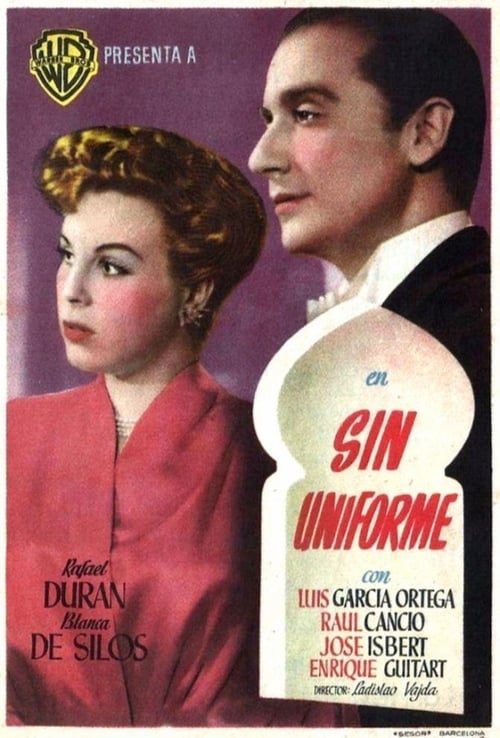 WB
WARNER BROS
PRESENTA A
en
SIN
UNIFORME
con
LUIS GARCIA ORTEGA
RAUL CANCIO
JOSE ISBERT
ENRIQUE GUITART
DIRECTOR: Ladislao Vajda
Rafael
DURAN
Blanca
DE SILOS
"SESOR" BARCELONA